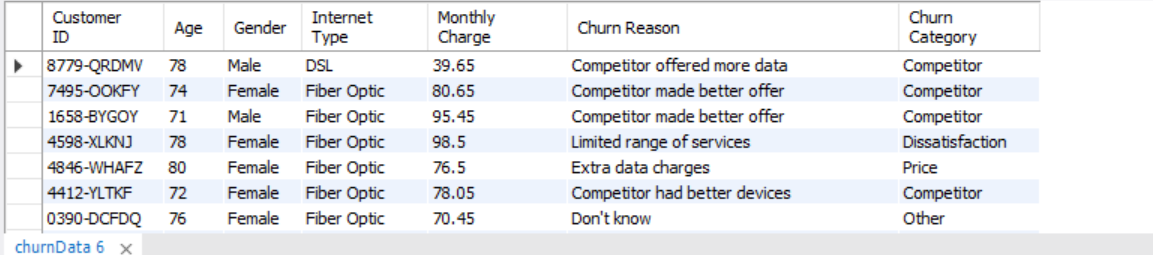 Customer ID Age Gender Internet Type Monthly Charge Churn Reason Churn Category
8779-QRDMV 78 Male DSL 39.65 Competitor offered more data Competitor
7495-OOKFY 74 Female Fiber Optic 80.65 Competitor made better offer Competitor
1658-BYGOY 71 Male Fiber Optic 95.45 Competitor made better offer Competitor
4598-XLKNJ 78 Female Fiber Optic 98.5 Limited range of services Dissatisfaction
4846-WHAFZ 80 Female Fiber Optic 76.5 Extra data charges Price
4412-YLTKF 72 Female Fiber Optic 78.05 Competitor had better devices Competitor
0390-DCFDQ 76 Female Fiber Optic 70.45 Don't know Other
churnData 6